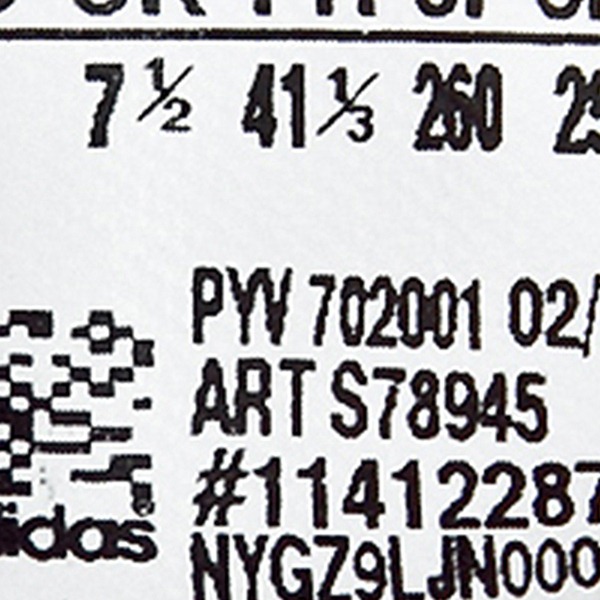 7 ½ 41 ⅓ 260
PYV 702001 02/
ART S78945
#11412287
adidas
NYGZ9LJN000